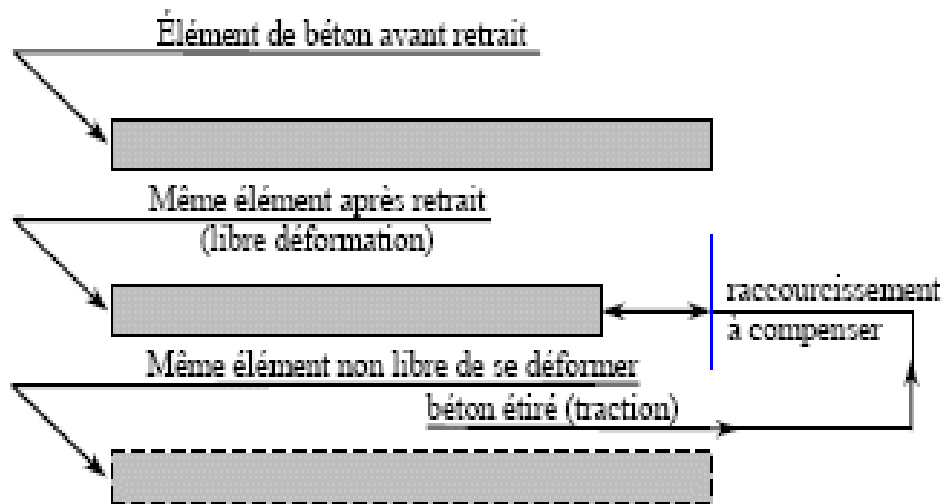 Élément de béton avant retrait
Même élément après retrait
(libre déformation)
raccourcissement
à compenser
Même élément non libre de se déformer
béton étiré (traction)